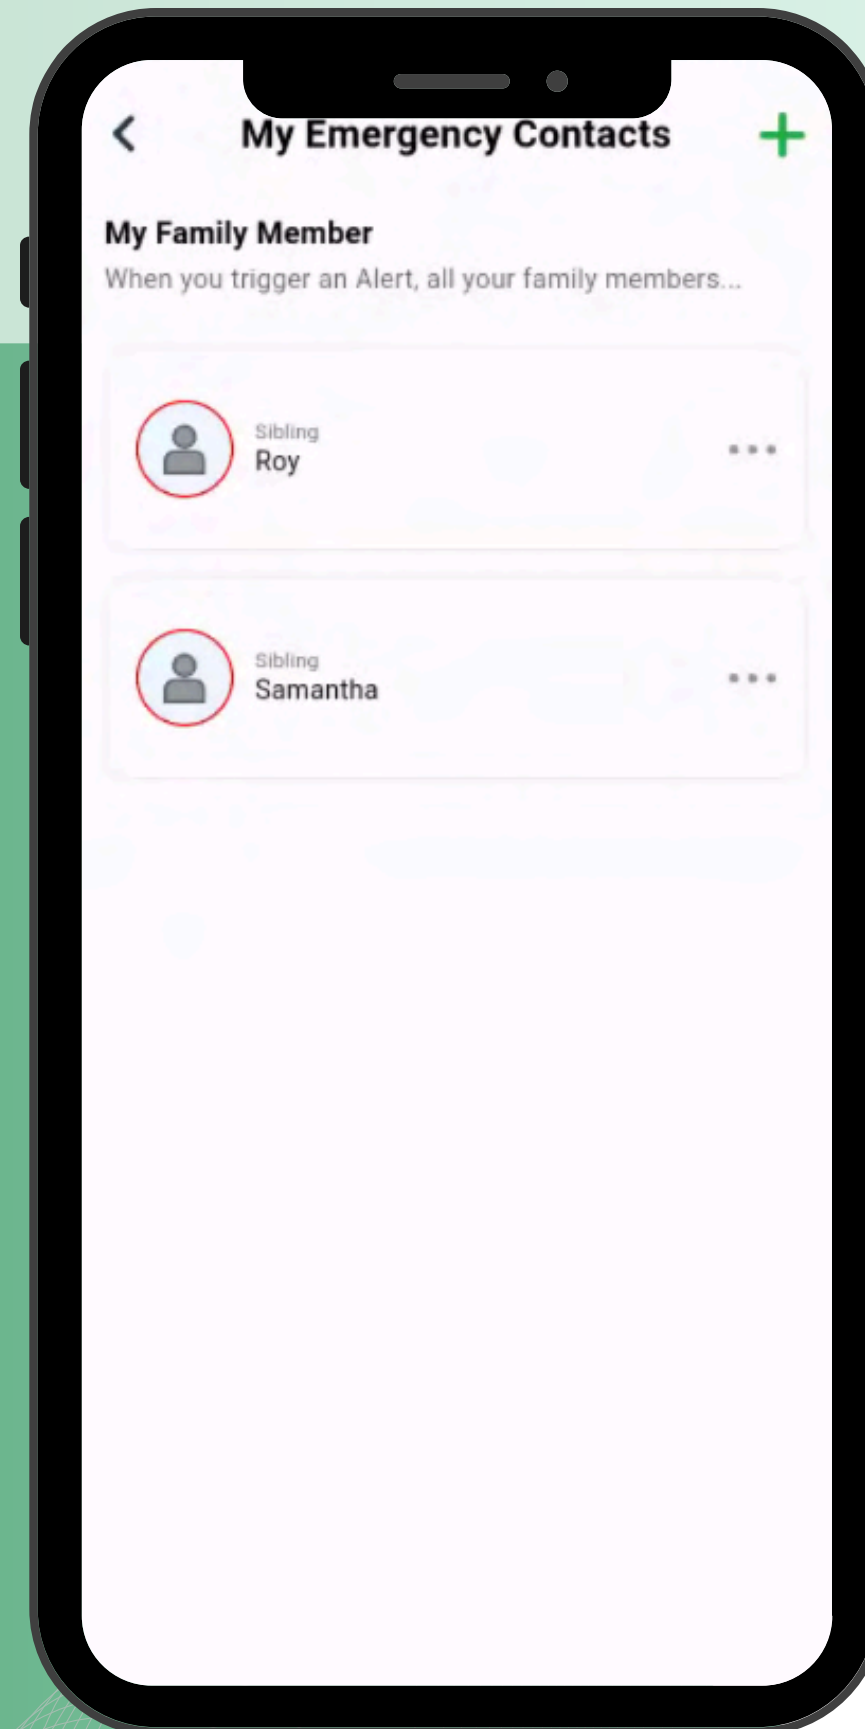 My Emergency Contacts
My Family Member
When you trigger an Alert, all your family members...
Sibling
Roy
Sibling
Samantha